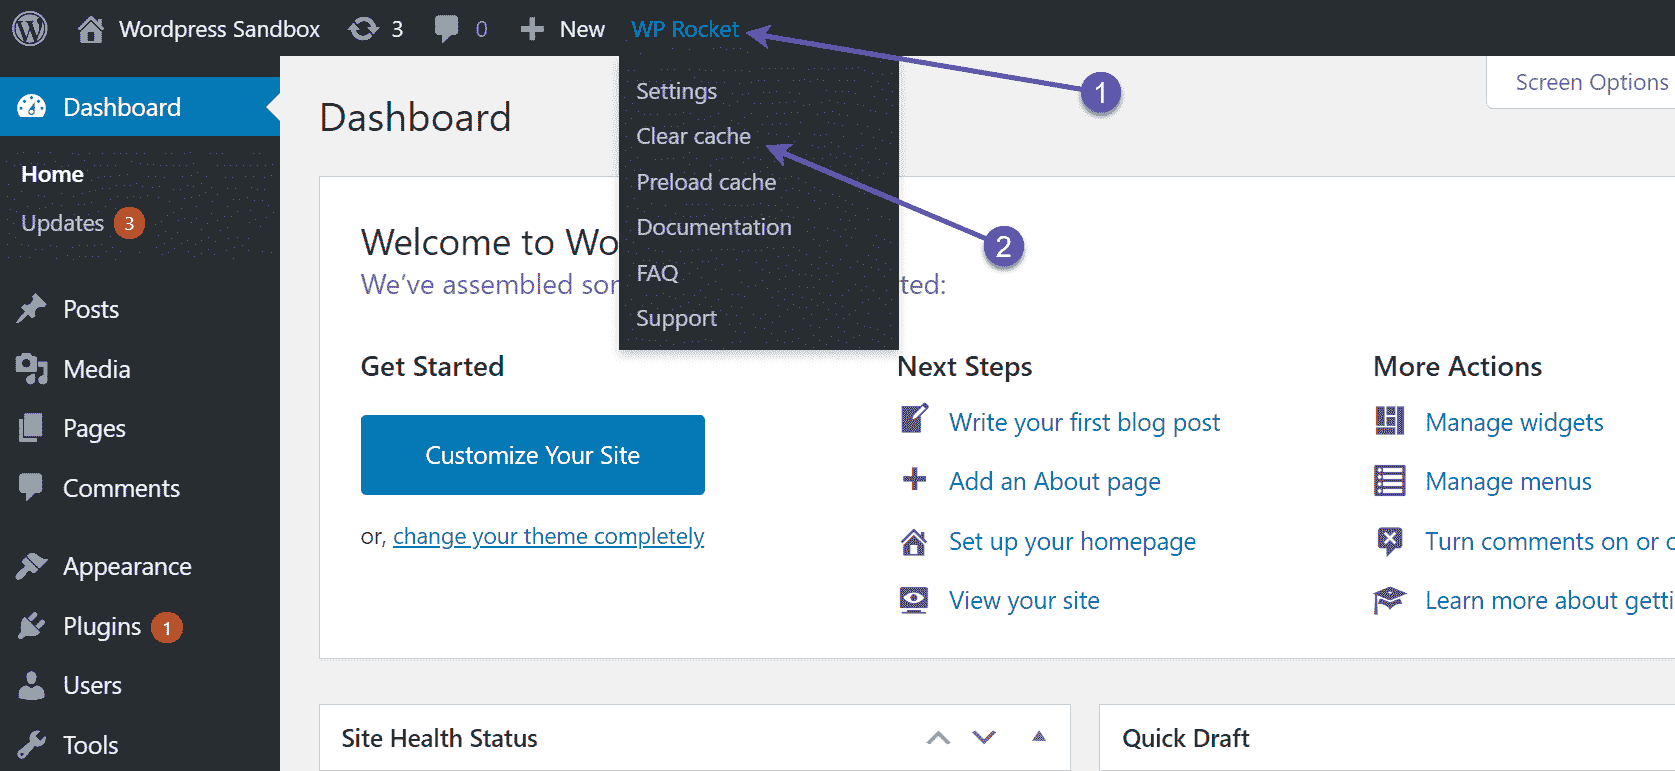 Wordpress Sandbox 3 0 New WP Rocket
1
Settings
Clear cache
Preload cache
Documentation
FAQ
Support
2
Screen Options
Dashboard
Home
Updates 3
Posts
Media
Pages
Comments
Appearance
Plugins 1
Users
Tools
Dashboard
Welcome to Wo
We've assembled sor ted:
Get Started
Customize Your Site
or, change your theme completely
Next Steps
Write your first blog post
Add an About page
Set up your homepage
View your site
More Actions
Manage widgets
Manage menus
Turn comments on or o
Learn more about getti
Site Health Status
Quick Draft